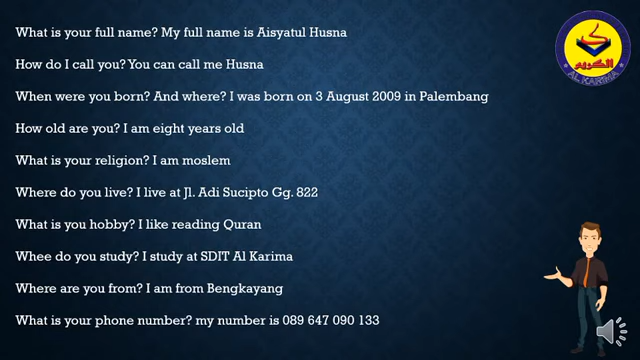 What is your full name? My full name is Aisyatul Husna
How do I call you? You can call me Husna
When were you born? And where? I was born on 3 August 2009 in Palembang
How old are you? I am eight years old
What is your religion? I am moslem
Where do you live? I live at Jl. Adi Sucipto Gg. 822
What is you hobby? I like reading Quran
Whee do you study? I study at SDIT Al Karima
Where are you from? I am from Bengkayang
What is your phone number? my number is 089 647 090 133
الكريم
AL KARIMA